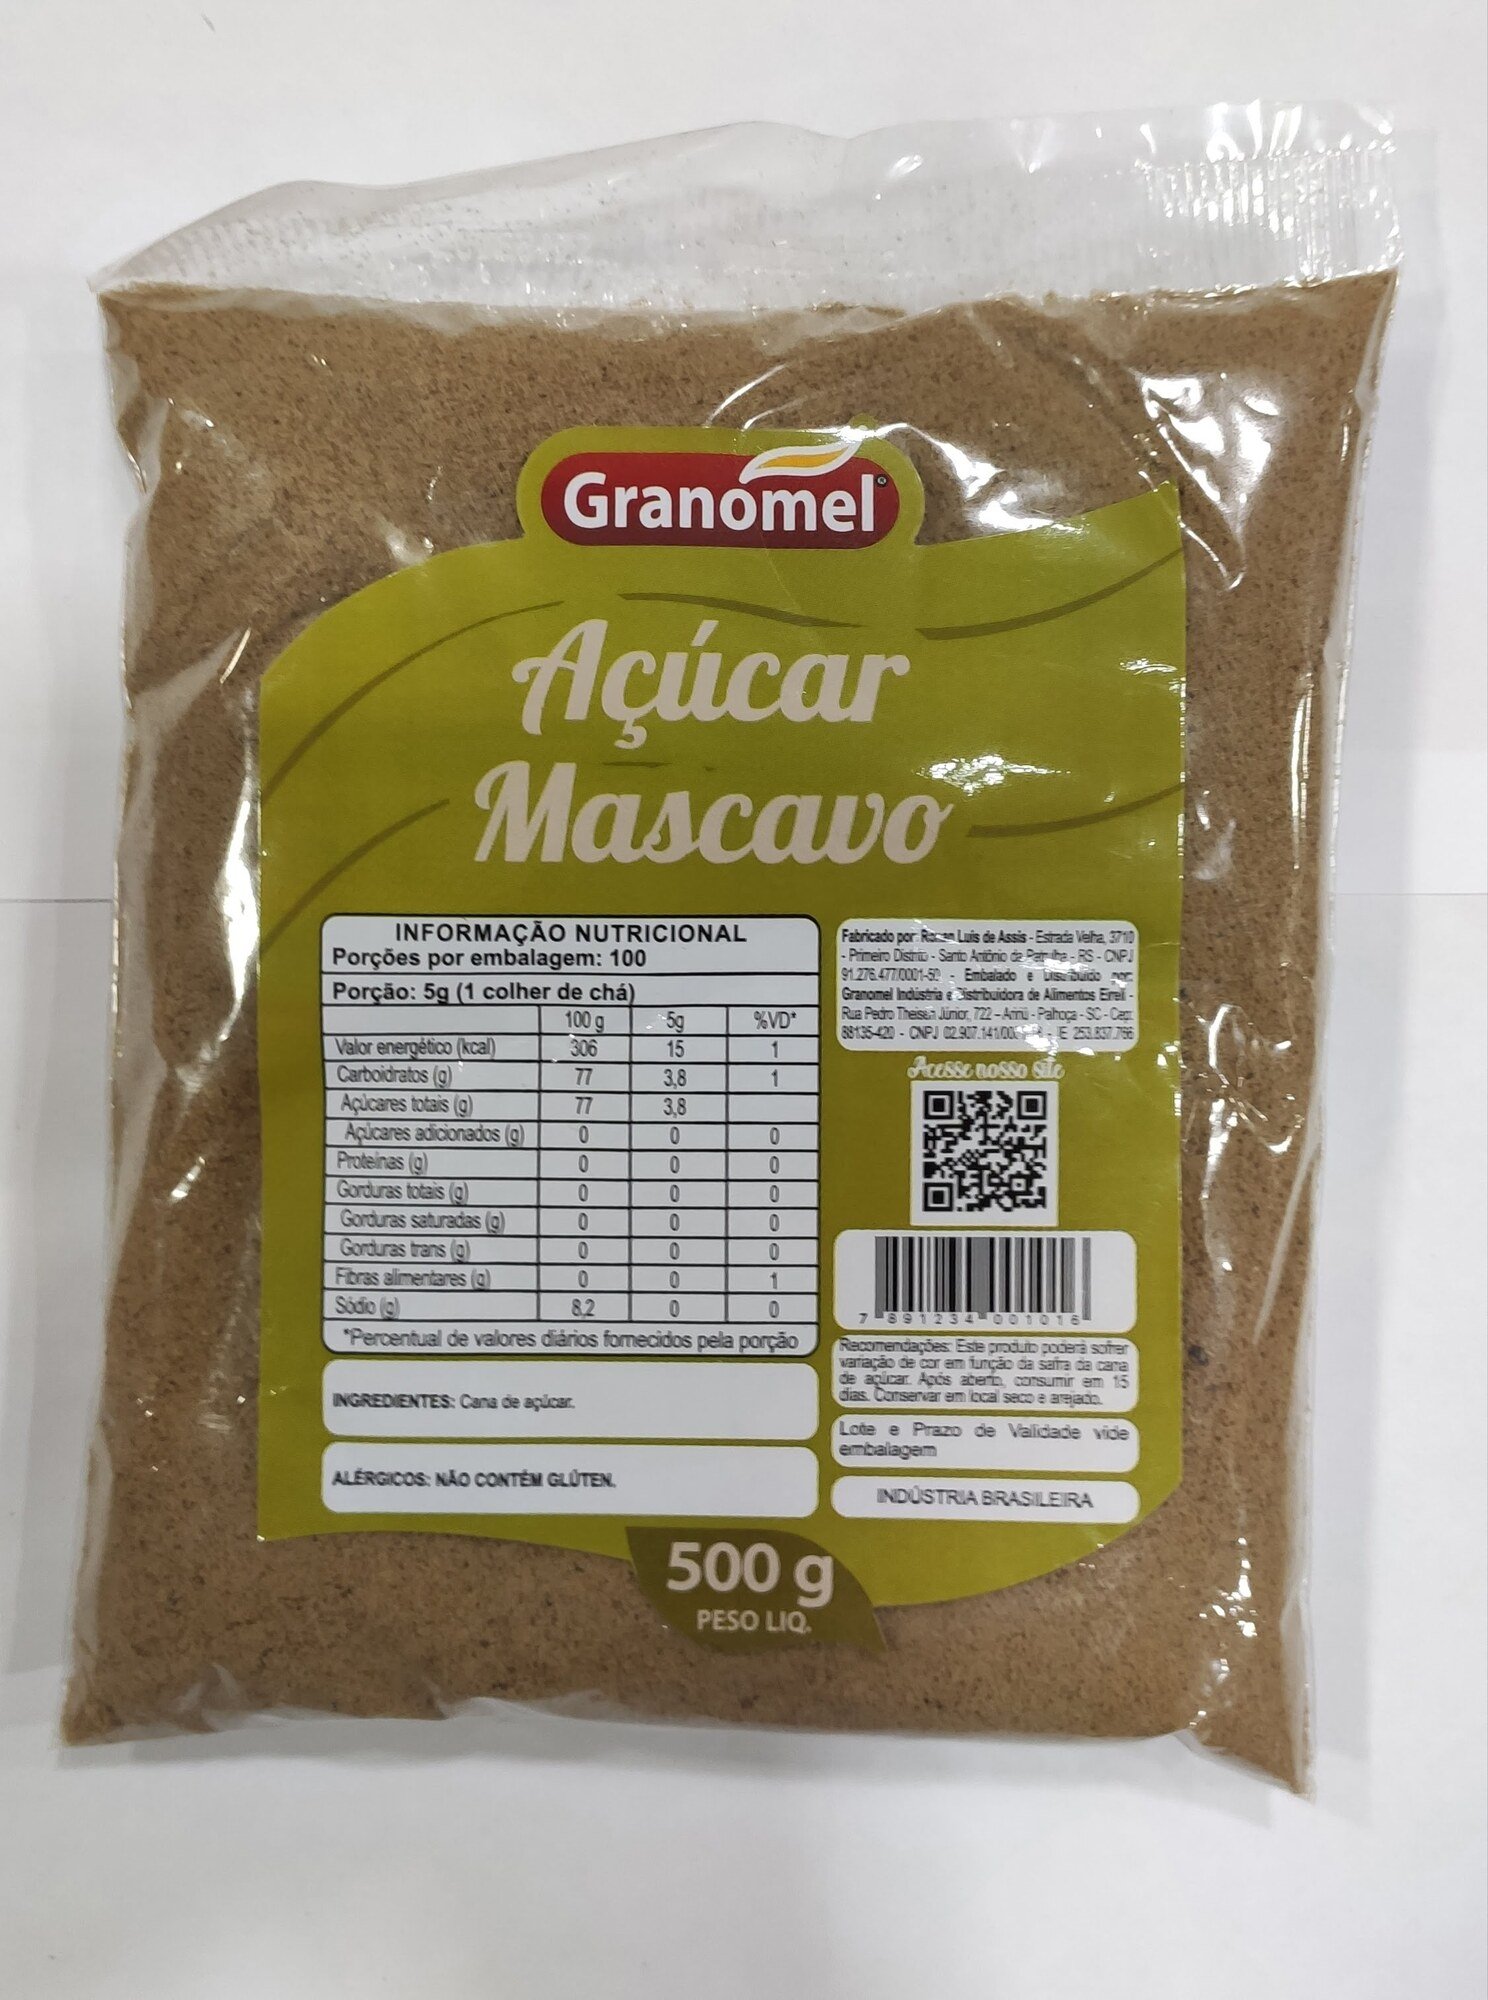 Granomel®
Açúcar
Mascavo
INFORMAÇÃO NUTRICIONAL
Porções por embalagem: 100
Porção: 5g (1 colher de chá)
100 g 5g %VD*
Valor energético (kcal) 306 15 1
Carboidratos (g) 77 3,8 1
Açúcares totais (g) 77 3,8
Açúcares adicionados (g) 0 0 0
Proteínas (g) 0 0 0
Gorduras totais (g) 0 0 0
Gorduras saturadas (g) 0 0 0
Gorduras trans (g) 0 0 0
Fibras alimentares (g) 0 0 1
Sódio (g) 8,2 0 0
*Percentual de valores diários fornecidos pela porção
INGREDIENTES: Cana de açúcar.
ALÉRGICOS: NÃO CONTÉM GLÚTEN.
Fabricado por: Luis de Assis - Estrada Velha, 3710
- Primeiro Distrito - Santo Antônio da Patrulha - RS - CNPJ
91.276.477/0001-50 - Embalado e Distribuido por:
Granomel Indústria e Distribuidora de Alimentos Eireli -
Rua Pedro Theisen Júnior, 722 - Aririú - Palhoça - SC - Cep:
88135-420 - CNPJ IE 253.837.766
Acesse nosso site
7 891234 001016
Recomendações: Este produto poderá sofrer
variação de cor em função da safra da cana
de açúcar. Após aberto, consumir em 15
dias. Conservar em local seco e arejado.
Lote e Prazo de Validade vide
embalagem
INDÚSTRIA BRASILEIRA
500 g
PESO LIQ.